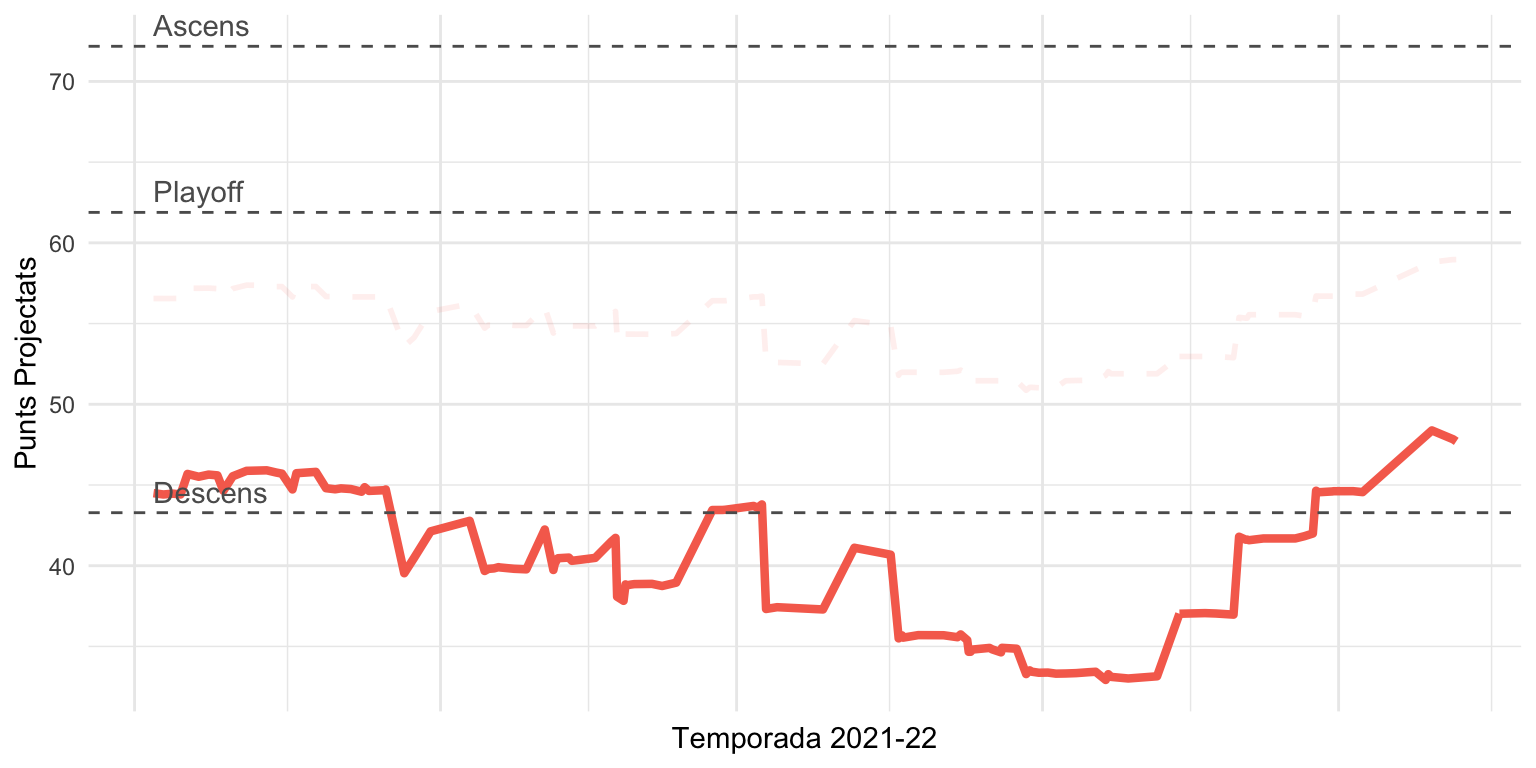 Ascens
70
Playoff
60
50
Descens
40
Punts Projectats
Temporada 2021-22